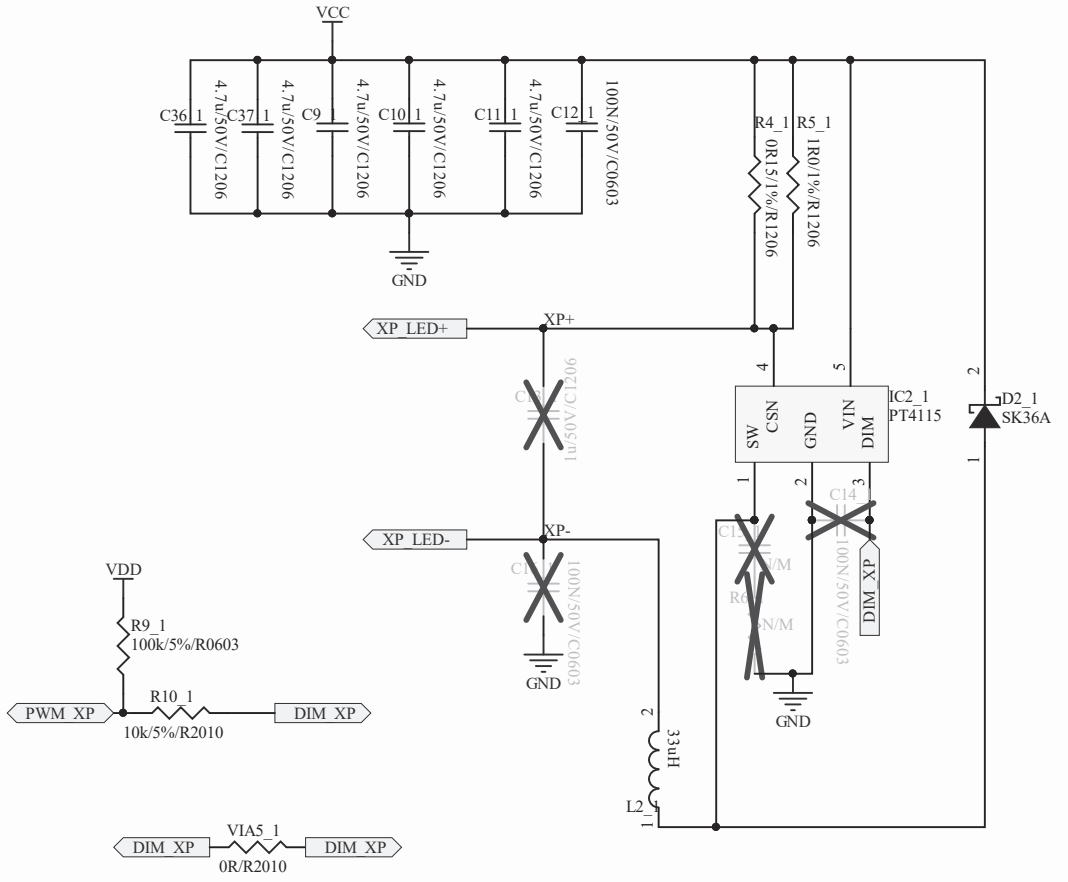 VCC
C36_1
4.7u/50V/C1206
C37_1
4.7u/50V/C1206
C9_1
4.7u/50V/C1206
C10_1
4.7u/50V/C1206
C11_1
4.7u/50V/C1206
C12_1
100N/50V/C0603
GND
R4_1
0R15/1%/R1206
R5_1
1R0/1%/R1206
XP_LED+
XP+
1u/50V/C1206
4
5
CSN
VIN
SW
GND
DIM
IC2_1
PT4115
1
2
3
2
D2_1
SK36A
1
XP_LED-
XP-
100N/50V/C0603
GND
N/M
R6
N/M
C14
100N/50V/C0603
DIM_XP
GND
VDD
R9_1
100k/5%/R0603
PWM_XP
R10_1
10k/5%/R2010
DIM_XP
2
33uH
L2_1
1
DIM_XP
VIA5_1
0R/R2010
DIM_XP